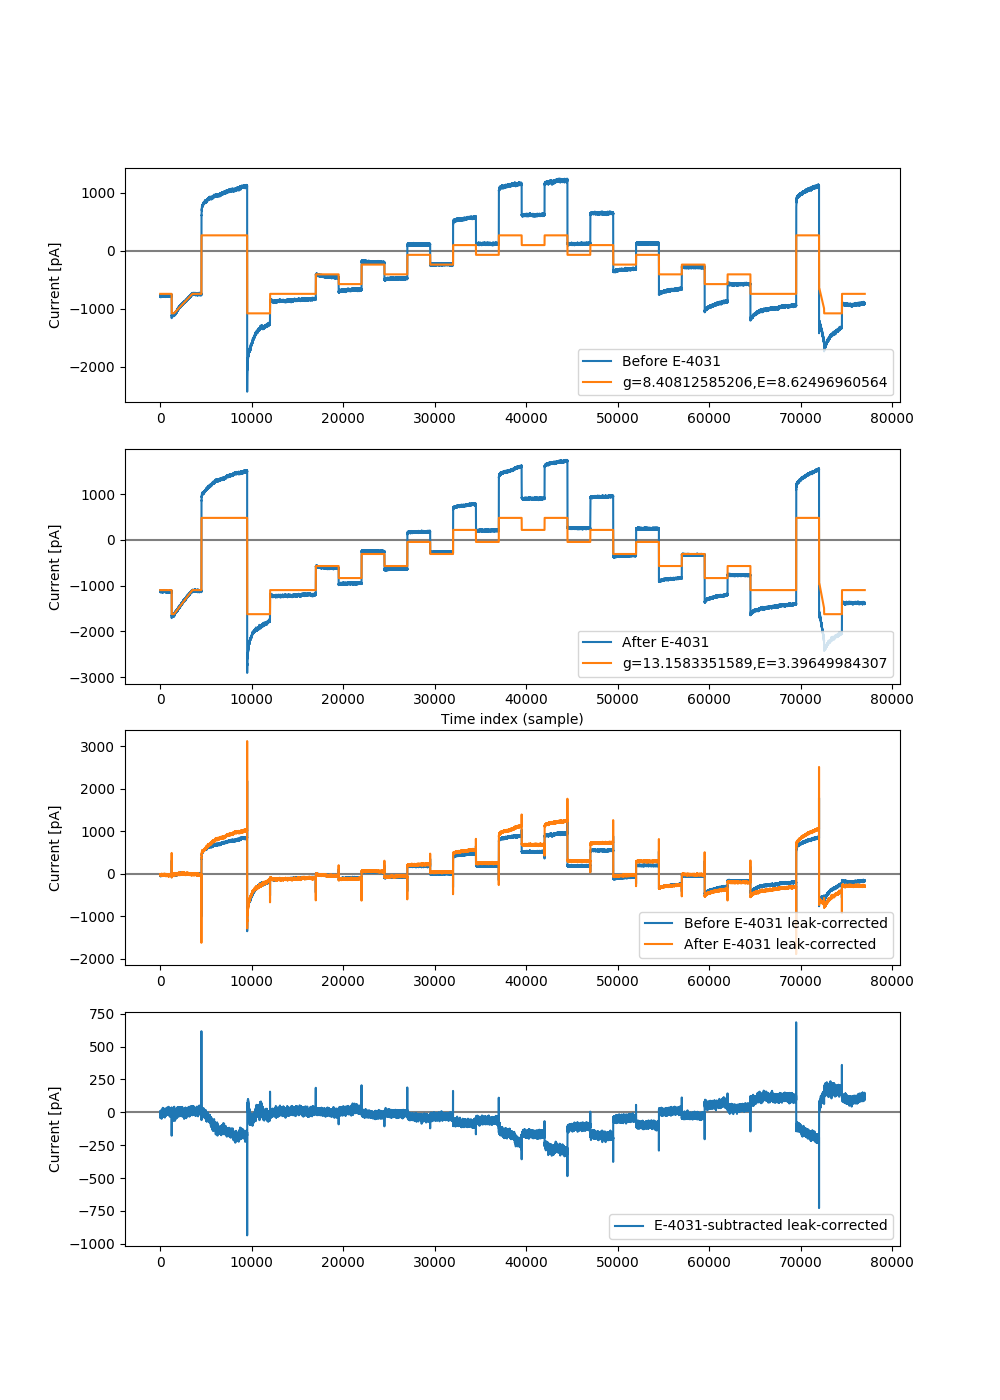 1000
0
−1000
−2000
Current [pA]
Before E-4031
g=8.40812585206,E=8.62496960564
0 10000 20000 30000 40000 50000 60000 70000 80000
1000
0
−1000
−2000
−3000
Current [pA]
After E-4031
g=13.1583351589,E=3.39649984307
0 10000 20000 30000 40000 50000 60000 70000 80000
Time index (sample)
3000
2000
1000
0
−1000
−2000
Current [pA]
Before E-4031 leak-corrected
After E-4031 leak-corrected
0 10000 20000 30000 40000 50000 60000 70000 80000
750
500
250
0
−250
−500
−750
−1000
Current [pA]
E-4031-subtracted leak-corrected
0 10000 20000 30000 40000 50000 60000 70000 80000